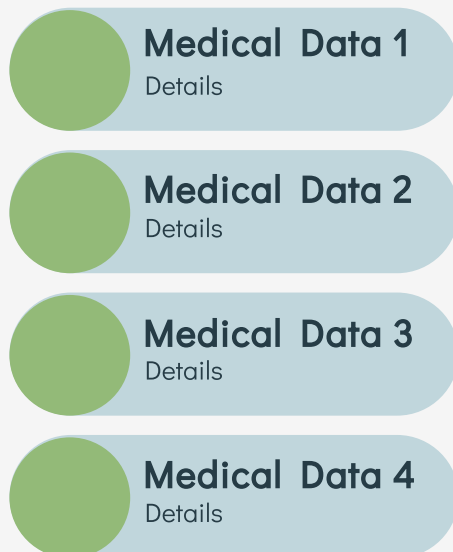 Medical Data 1
Details
Medical Data 2
Details
Medical Data 3
Details
Medical Data 4
Details